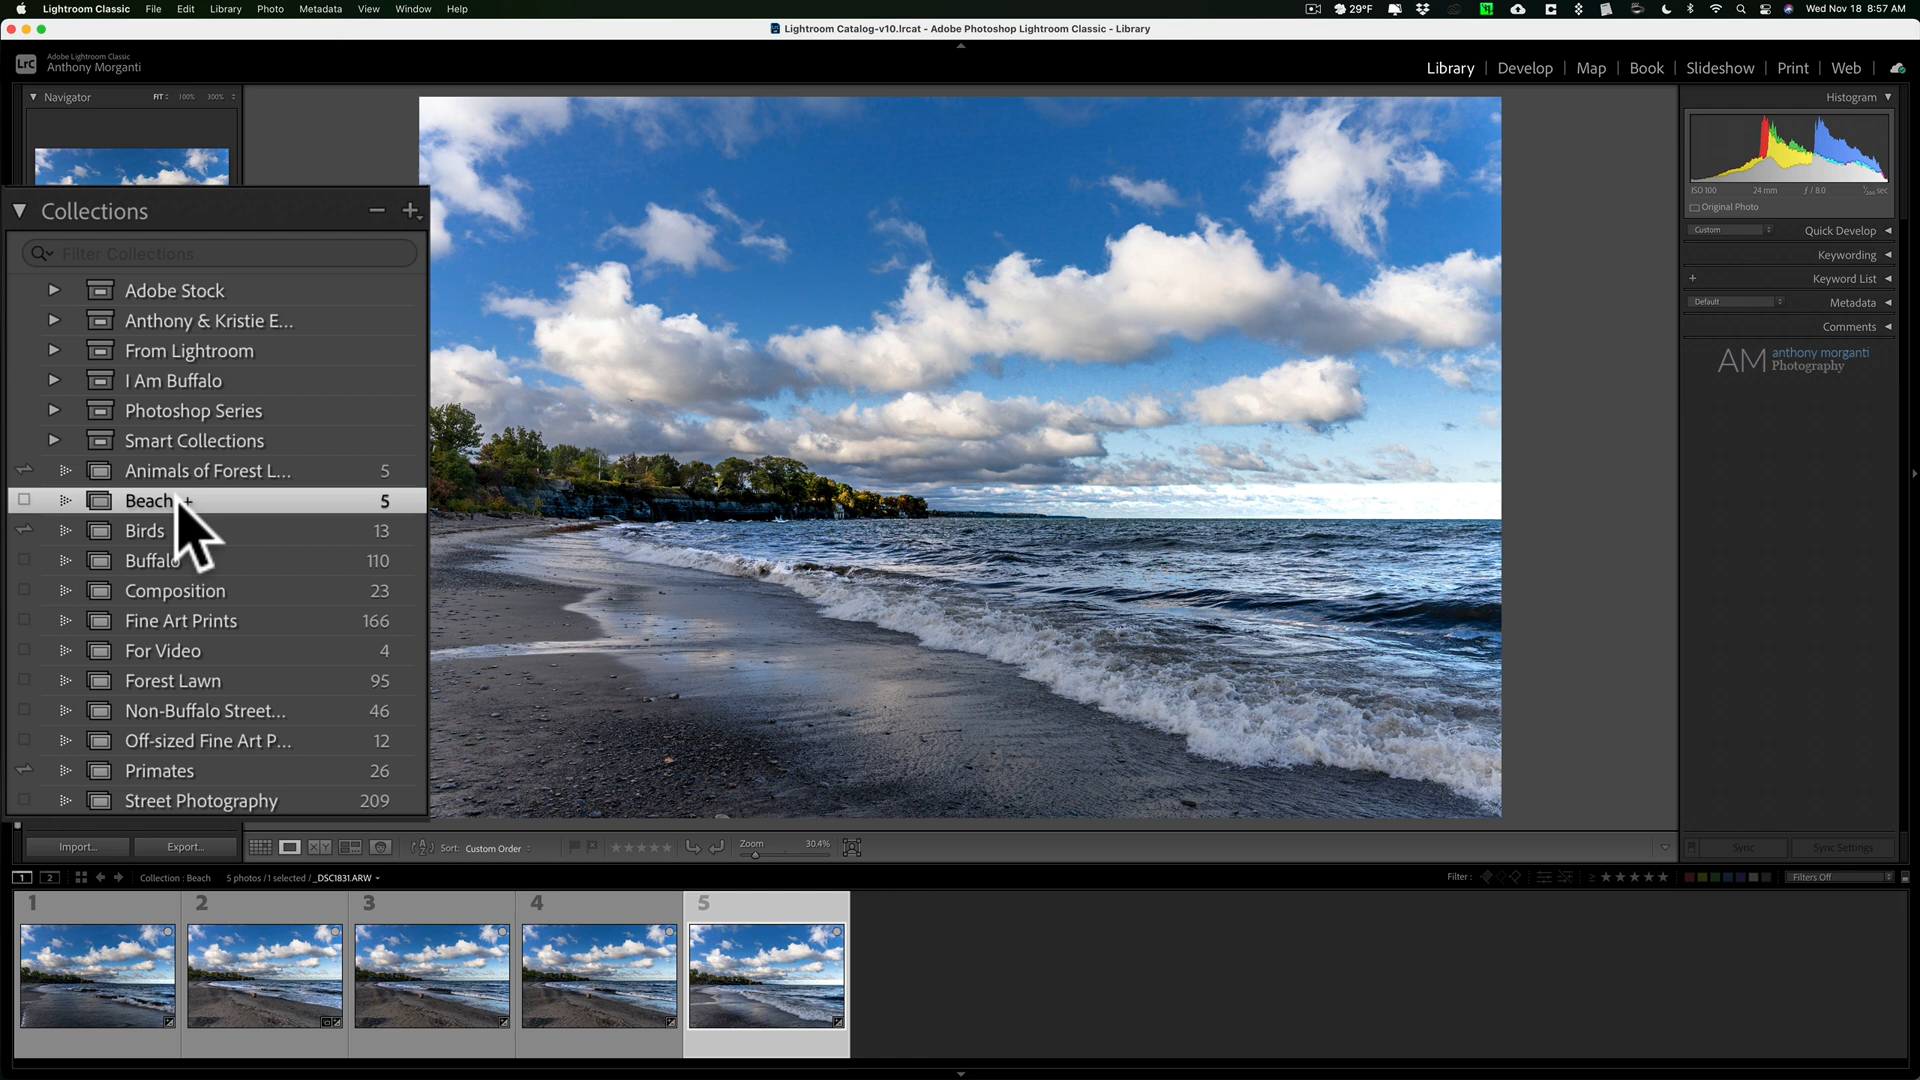 Lightroom Classic File Edit Library Photo Metadata View Window Help 29°F Wed Nov 18 8:57 AM
Lightroom Catalog-v10.lrcat - Adobe Photoshop Lightroom Classic - Library
LrC Adobe Lightroom Classic
Anthony Morganti
Library | Develop | Map | Book | Slideshow | Print | Web
Navigator FIT 100% 300%
Histogram
ISO 100 24 mm ƒ / 8.0 1/200 sec
Original Photo
Custom Quick Develop
Keywording
+ Keyword List
Default Metadata
Comments
AM anthony morganti
Photography
Collections − +
Filter Collections
Adobe Stock
Anthony & Kristie E...
From Lightroom
I Am Buffalo
Photoshop Series
Smart Collections
Animals of Forest L... 5
Beach + 5
Birds 13
Buffalo 110
Composition 23
Fine Art Prints 166
For Video 4
Forest Lawn 95
Non-Buffalo Street... 46
Off-sized Fine Art P... 12
Primates 26
Street Photography 209
Import... Export... XY Sort: Custom Order Zoom 30.4% Sync Sync Settings
1 2 Collection : Beach 5 photos / 1 selected / _DSC1831.ARW Filter : ≥ Filters Off
1 2 3 4 5